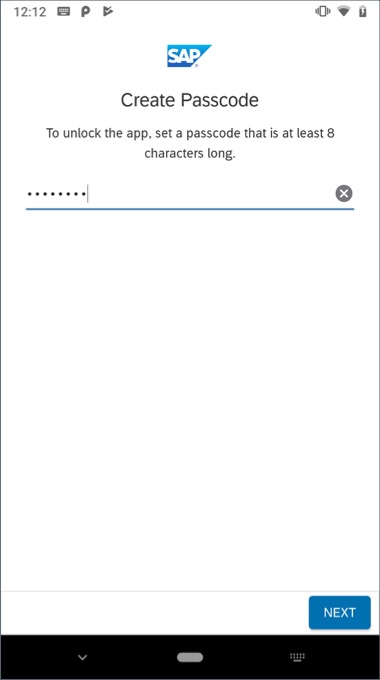 12:12
SAP
Create Passcode
To unlock the app, set a passcode that is at least 8
characters long.
••••••••
NEXT